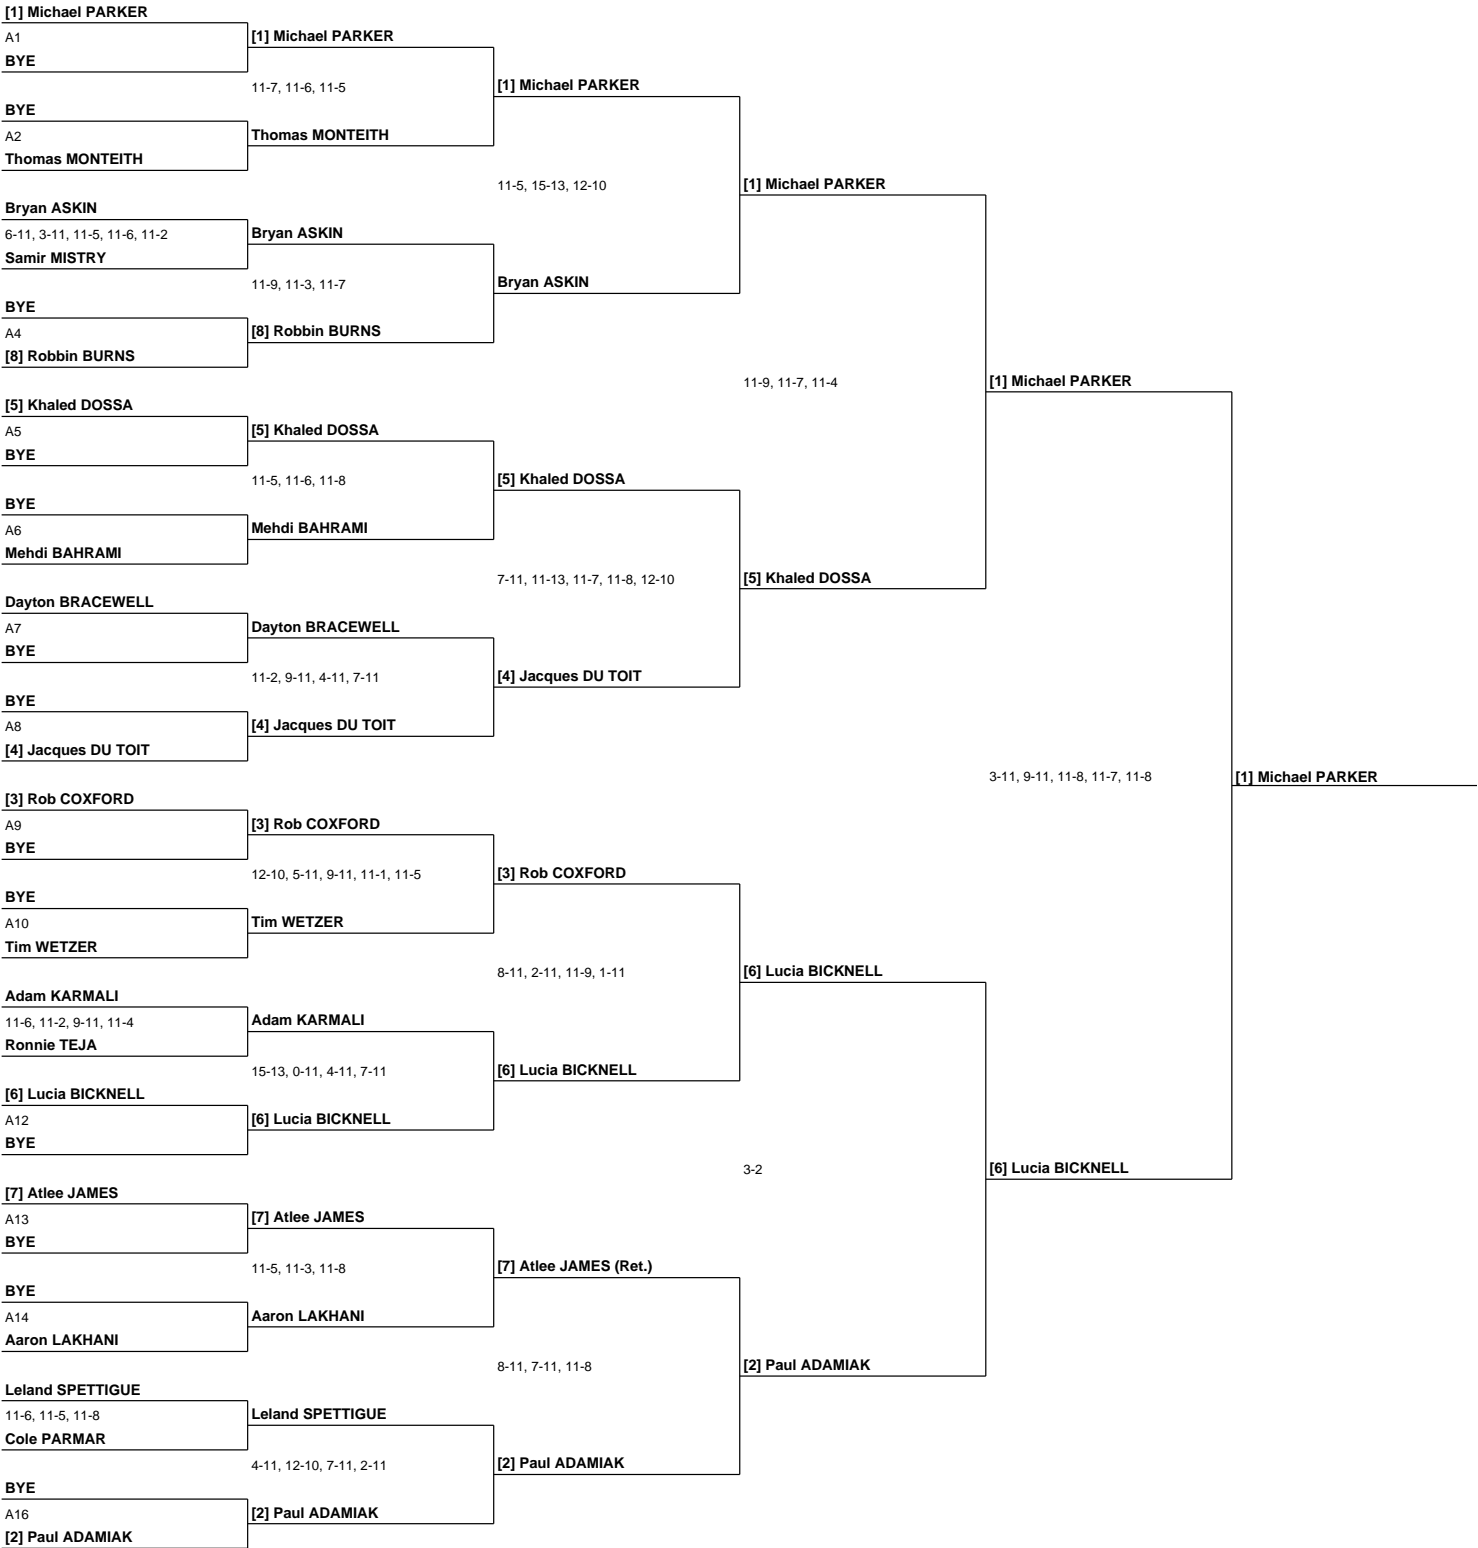 [1] Michael PARKER
A1
BYE
BYE
A2
Thomas MONTEITH
Bryan ASKIN
6-11, 3-11, 11-5, 11-6, 11-2
Samir MISTRY
BYE
A4
[8] Robbin BURNS
[5] Khaled DOSSA
A5
BYE
BYE
A6
Mehdi BAHRAMI
Dayton BRACEWELL
A7
BYE
BYE
A8
[4] Jacques DU TOIT
[3] Rob COXFORD
A9
BYE
BYE
A10
Tim WETZER
Adam KARMALI
11-6, 11-2, 9-11, 11-4
Ronnie TEJA
[6] Lucia BICKNELL
A12
BYE
[7] Atlee JAMES
A13
BYE
BYE
A14
Aaron LAKHANI
Leland SPETTIGUE
11-6, 11-5, 11-8
Cole PARMAR
BYE
A16
[2] Paul ADAMIAK
[1] Michael PARKER
11-7, 11-6, 11-5
Thomas MONTEITH
Bryan ASKIN
11-9, 11-3, 11-7
[8] Robbin BURNS
[5] Khaled DOSSA
11-5, 11-6, 11-8
Mehdi BAHRAMI
Dayton BRACEWELL
11-2, 9-11, 4-11, 7-11
[4] Jacques DU TOIT
[3] Rob COXFORD
12-10, 5-11, 9-11, 11-1, 11-5
Tim WETZER
Adam KARMALI
15-13, 0-11, 4-11, 7-11
[6] Lucia BICKNELL
[7] Atlee JAMES
11-5, 11-3, 11-8
Aaron LAKHANI
Leland SPETTIGUE
4-11, 12-10, 7-11, 2-11
[2] Paul ADAMIAK
[1] Michael PARKER
11-5, 15-13, 12-10
Bryan ASKIN
[5] Khaled DOSSA
7-11, 11-13, 11-7, 11-8, 12-10
[4] Jacques DU TOIT
[3] Rob COXFORD
8-11, 2-11, 11-9, 1-11
[6] Lucia BICKNELL
[7] Atlee JAMES (Ret.)
8-11, 7-11, 11-8
[2] Paul ADAMIAK
[1] Michael PARKER
11-9, 11-7, 11-4
[5] Khaled DOSSA
[6] Lucia BICKNELL
3-2
[2] Paul ADAMIAK
[1] Michael PARKER
3-11, 9-11, 11-8, 11-7, 11-8
[6] Lucia BICKNELL
[1] Michael PARKER